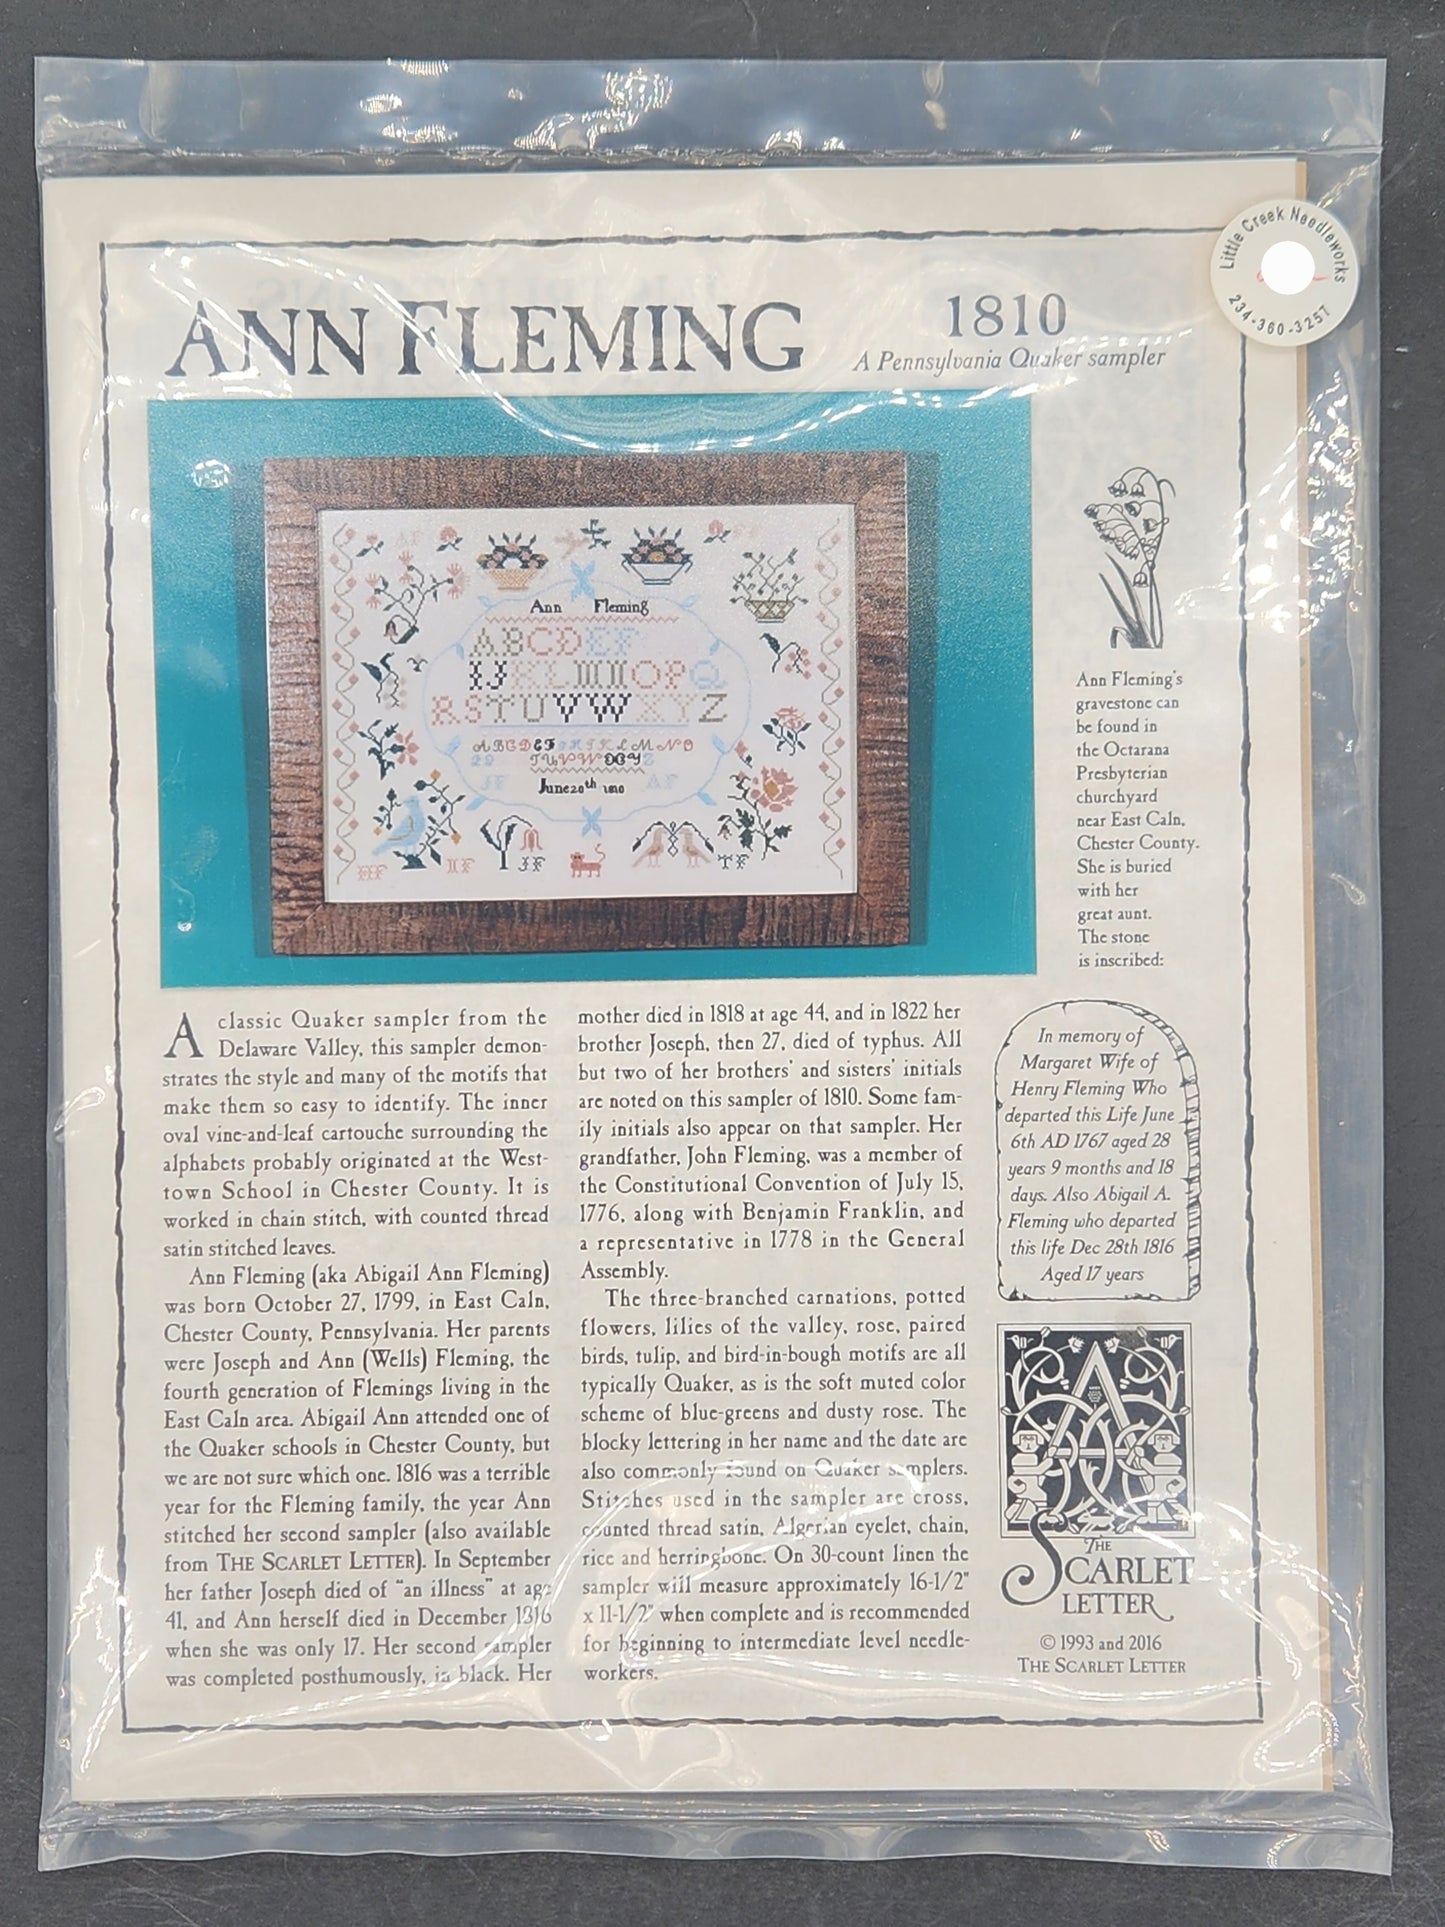 Little Creek Needleworks
234-360-3257
ANN FLEMING
1810
A Pennsylvania Quaker sampler
Ann Fleming
ABCDEF
IJKLMNOPQ
RSTUVWXYZ
June 20th 1810
JF
TF
Ann Fleming's
gravestone can
be found in
the Octarana
Presbyterian
churchyard
near East Caln,
Chester County.
She is buried
with her
great aunt.
The stone
is inscribed:
In memory of
Margaret Wife of
Henry Fleming Who
departed this Life June
6th AD 1767 aged 28
years 9 months and 18
days. Also Abigail A.
Fleming who departed
this life Dec 28th 1816
Aged 17 years
A classic Quaker sampler from the
Delaware Valley, this sampler demon-
strates the style and many of the motifs that
make them so easy to identify. The inner
oval vine-and-leaf cartouche surrounding the
alphabets probably originated at the West-
town School in Chester County. It is
worked in chain stitch, with counted thread
satin stitched leaves.
Ann Fleming (aka Abigail Ann Fleming)
was born October 27, 1799, in East Caln,
Chester County, Pennsylvania. Her parents
were Joseph and Ann (Wells) Fleming, the
fourth generation of Flemings living in the
East Caln area. Abigail Ann attended one of
the Quaker schools in Chester County, but
we are not sure which one. 1816 was a terrible
year for the Fleming family, the year Ann
stitched her second sampler (also available
from THE SCARLET LETTER). In September
her father Joseph died of "an illness" at age
41, and Ann herself died in December 1816
when she was only 17. Her second sampler
was completed posthumously, in black. Her
mother died in 1818 at age 44, and in 1822 her
brother Joseph, then 27, died of typhus. All
but two of her brothers' and sisters' initials
are noted on this sampler of 1810. Some fam-
ily initials also appear on that sampler. Her
grandfather, John Fleming, was a member of
the Constitutional Convention of July 15,
1776, along with Benjamin Franklin, and
a representative in 1778 in the General
Assembly.
The three-branched carnations, potted
flowers, lilies of the valley, rose, paired
birds, tulip, and bird-in-bough motifs are all
typically Quaker, as is the soft muted color
scheme of blue-greens and dusty rose. The
blocky lettering in her name and the date are
also commonly found on Quaker samplers.
Stitches used in the sampler are cross,
counted thread satin, Algerian eyelet, chain,
rice and herringbone. On 30-count linen the
sampler will measure approximately 16-1/2"
x 11-1/2" when complete and is recommended
for beginning to intermediate level needle-
workers.
THE
SCARLET
LETTER
© 1993 and 2016
THE SCARLET LETTER